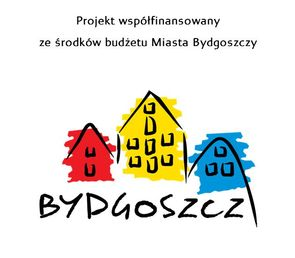 Projekt współfinansowany
ze środków budżetu Miasta Bydgoszczy
BYDGOSZCZ